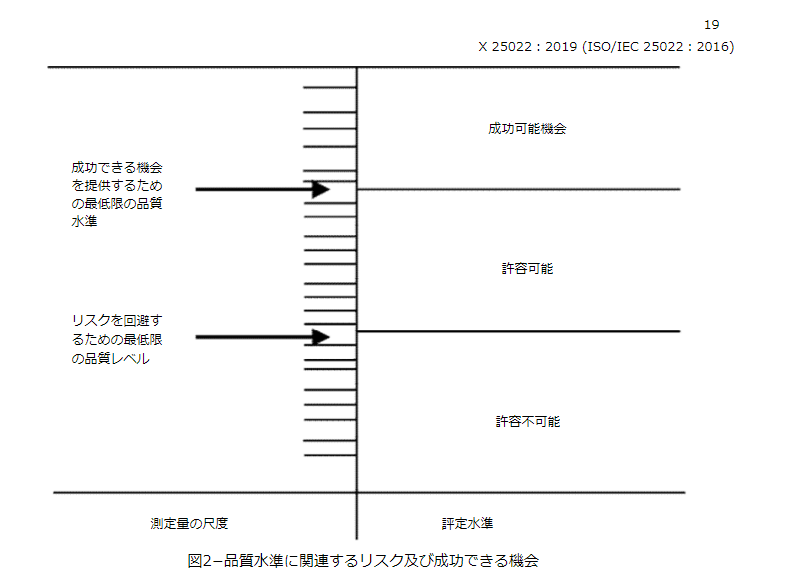 19
X 25022：2019 (ISO/IEC 25022：2016)
成功可能機会
成功できる機会
を提供するため
の最低限の品質
水準
許容可能
リスクを回避す
るための最低限
の品質レベル
許容不可能
測定量の尺度
評定水準
図2−品質水準に関連するリスク及び成功できる機会